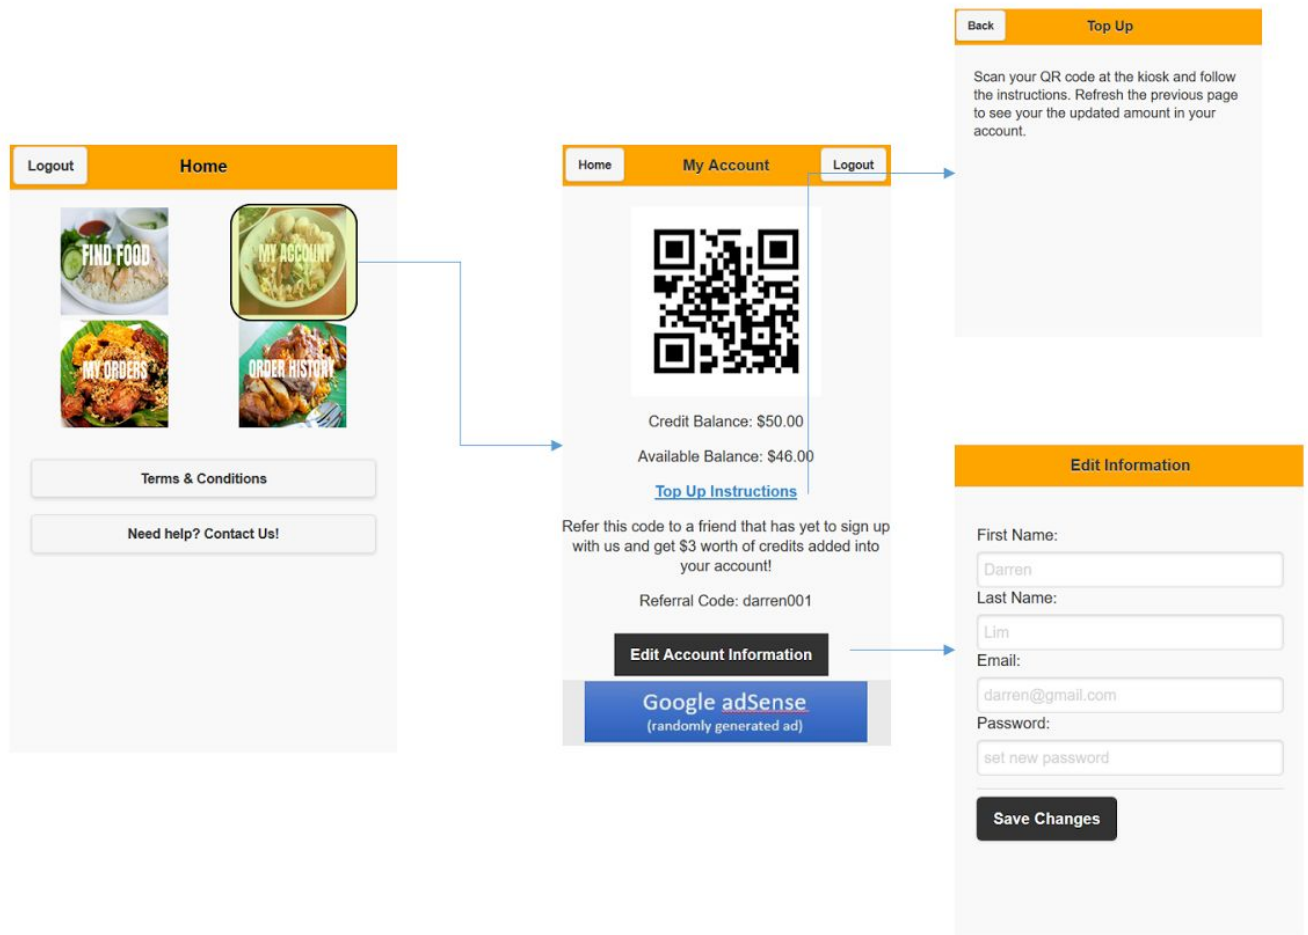 Logout
Home
FIND FOOD
MY ACCOUNT
MY ORDERS
ORDER HISTORY
Terms & Conditions
Need help? Contact Us!
Home
My Account
Logout
Credit Balance: $50.00
Available Balance: $46.00
Top Up Instructions
Refer this code to a friend that has yet to sign up
with us and get $3 worth of credits added into
your account!
Referral Code: darren001
Edit Account Information
Google adSense
(randomly generated ad)
Back
Top Up
Scan your QR code at the kiosk and follow
the instructions. Refresh the previous page
to see your the updated amount in your
account.
Edit Information
First Name:
Darren
Last Name:
Lim
Email:
darren@gmail.com
Password:
set new password
Save Changes